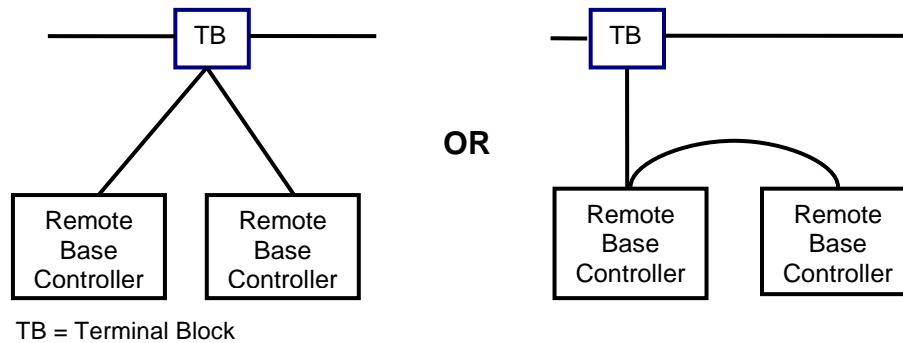 TB
TB
OR
Remote
Base
Controller
Remote
Base
Controller
Remote
Base
Controller
Remote
Base
Controller
TB = Terminal Block